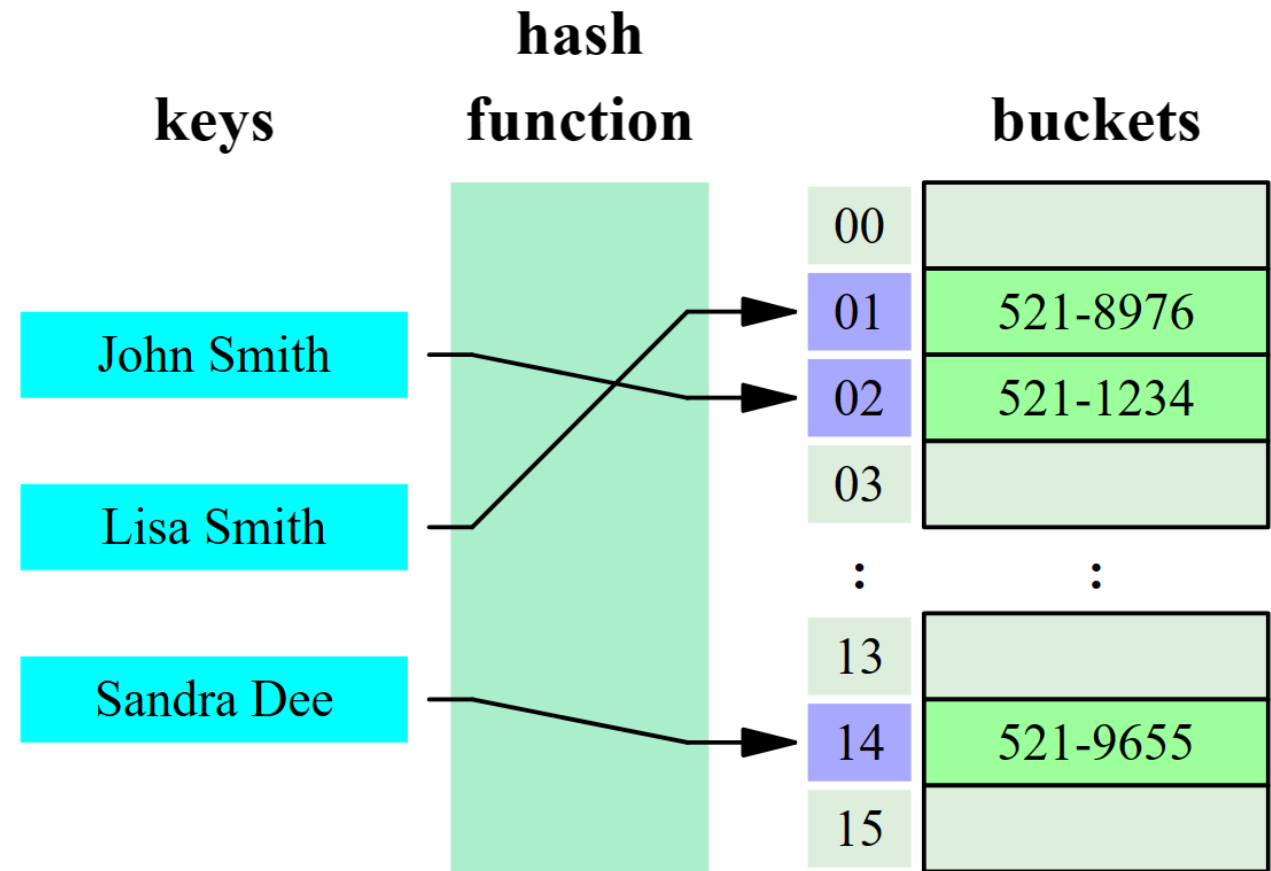 hash
keys function buckets
00
01 521-8976
John Smith
02 521-1234
03
Lisa Smith
: :
13
Sandra Dee
14 521-9655
15